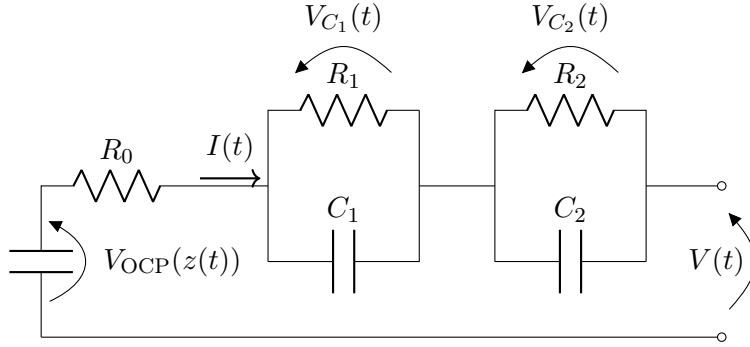 V_{C_1}(t) V_{C_2}(t)
R_1 R_2
R_0 I(t)
C_1 C_2
V_{OCP}(z(t)) V(t)